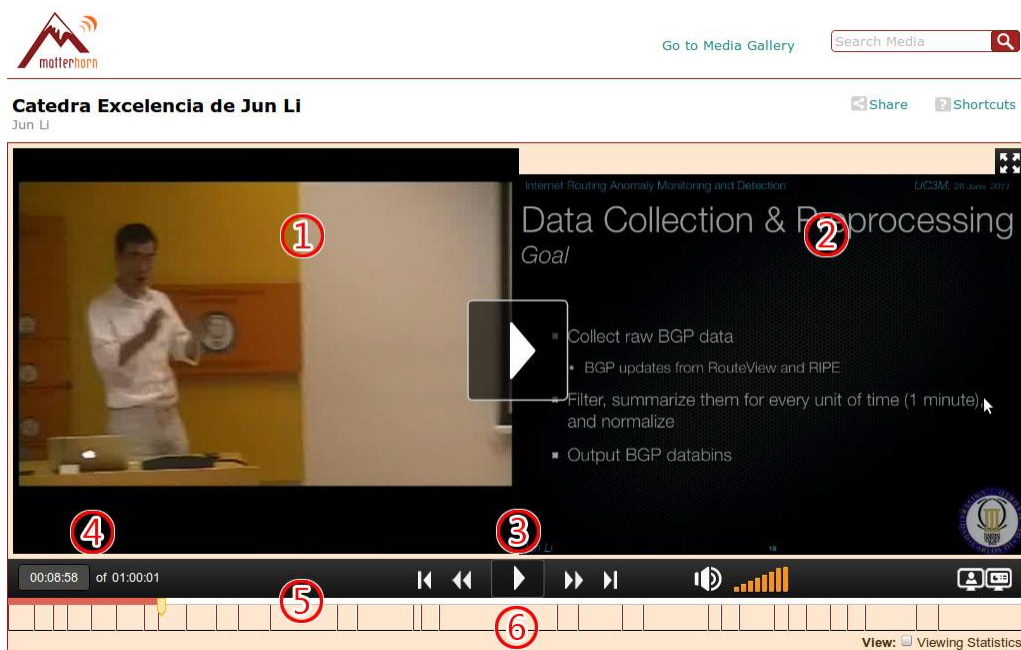 matterhorn
Go to Media Gallery
Search Media
Catedra Excelencia de Jun Li
Jun Li
Share
? Shortcuts
Internet Routing Anomaly Monitoring and Detection
UC3M, 28 June, 2011
1
2
Data Collection & Preprocessing
Goal
Collect raw BGP data
BGP updates from RouteView and RIPE
Filter, summarize them for every unit of time (1 minute),
and normalize
Output BGP databins
4
3
Li
18
00:08:58 of 01:00:01
5
6
View: Viewing Statistics